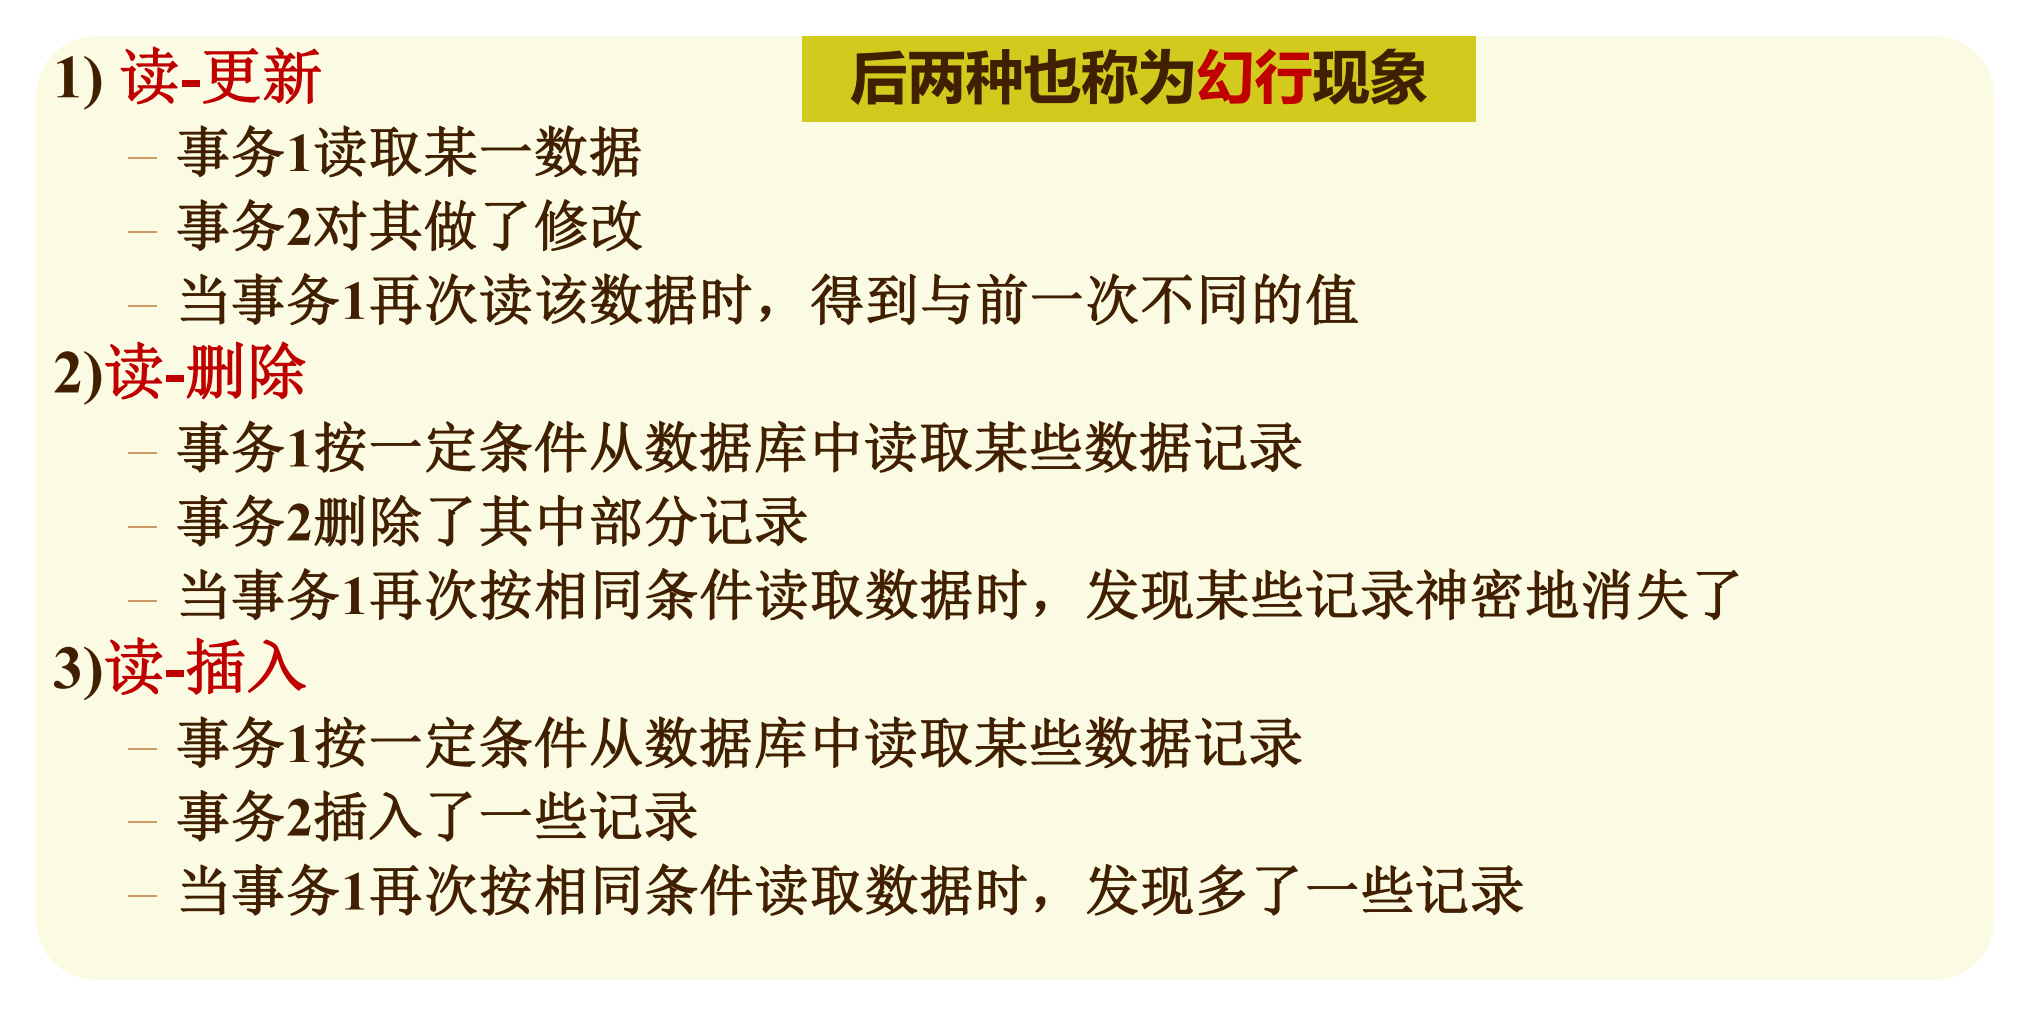 1) 读-更新
后两种也称为幻行现象
– 事务1读取某一数据
– 事务2对其做了修改
– 当事务1再次读该数据时，得到与前一次不同的值
2)读-删除
– 事务1按一定条件从数据库中读取某些数据记录
– 事务2删除了其中部分记录
– 当事务1再次按相同条件读取数据时，发现某些记录神密地消失了
3)读-插入
– 事务1按一定条件从数据库中读取某些数据记录
– 事务2插入了一些记录
– 当事务1再次按相同条件读取数据时，发现多了一些记录